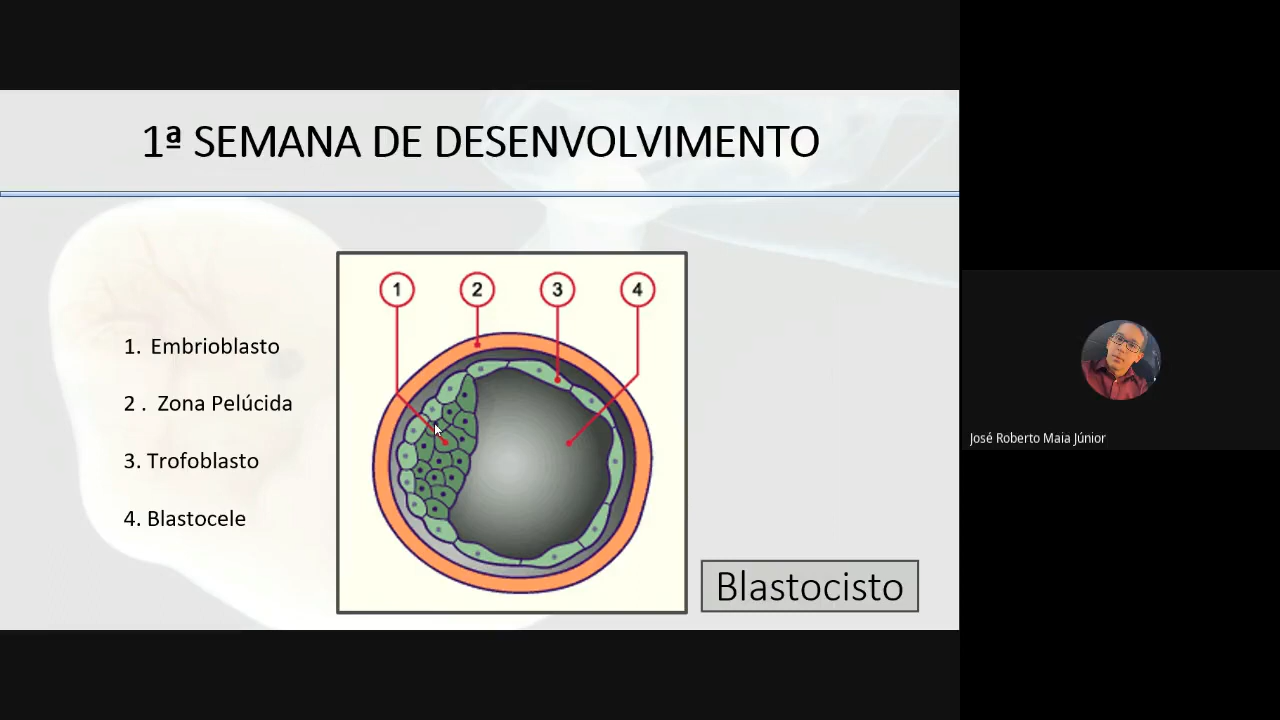 1ª SEMANA DE DESENVOLVIMENTO
1 2 3 4
1. Embrioblasto
2 . Zona Pelúcida
3. Trofoblasto
4. Blastocele
Blastocisto
José Roberto Maia Júnior